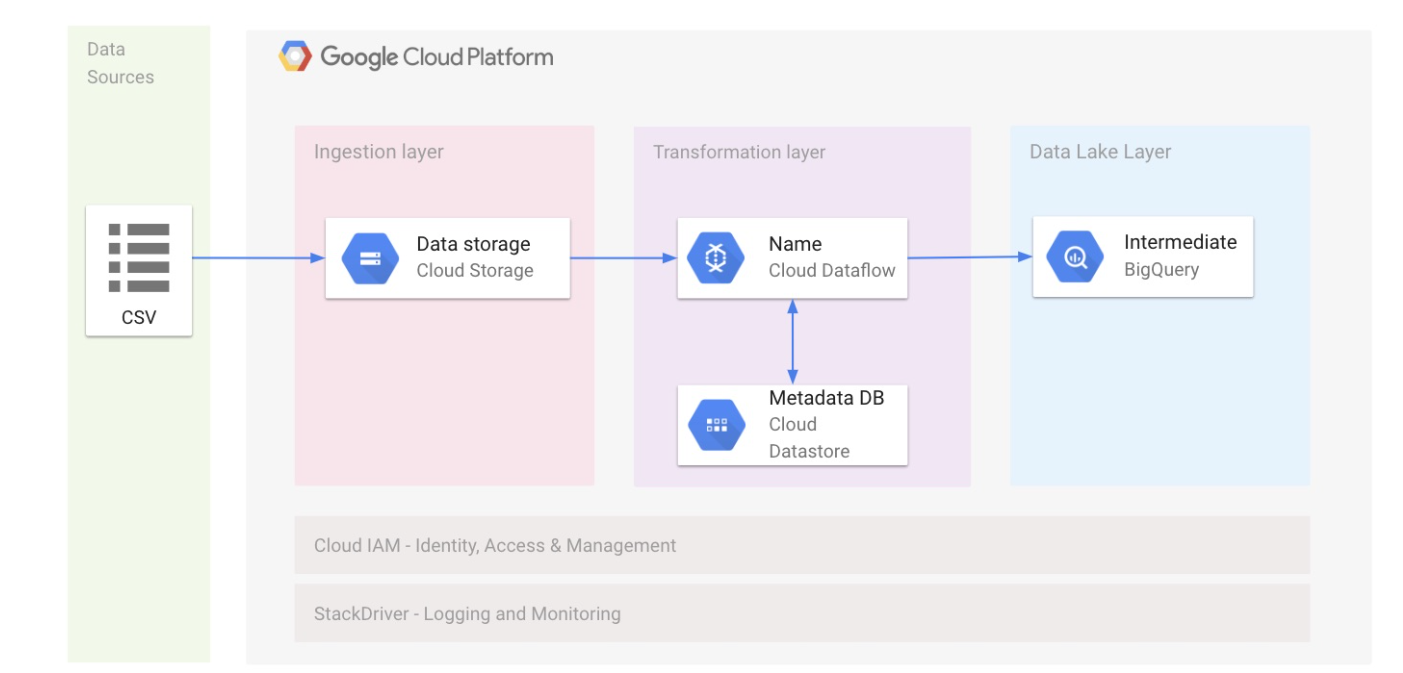 Data
Sources
Google Cloud Platform
Ingestion layer
Transformation layer
Data Lake Layer
CSV
Data storage
Cloud Storage
Name
Cloud Dataflow
Intermediate
BigQuery
Metadata DB
Cloud
Datastore
Cloud IAM - Identity, Access & Management
StackDriver - Logging and Monitoring